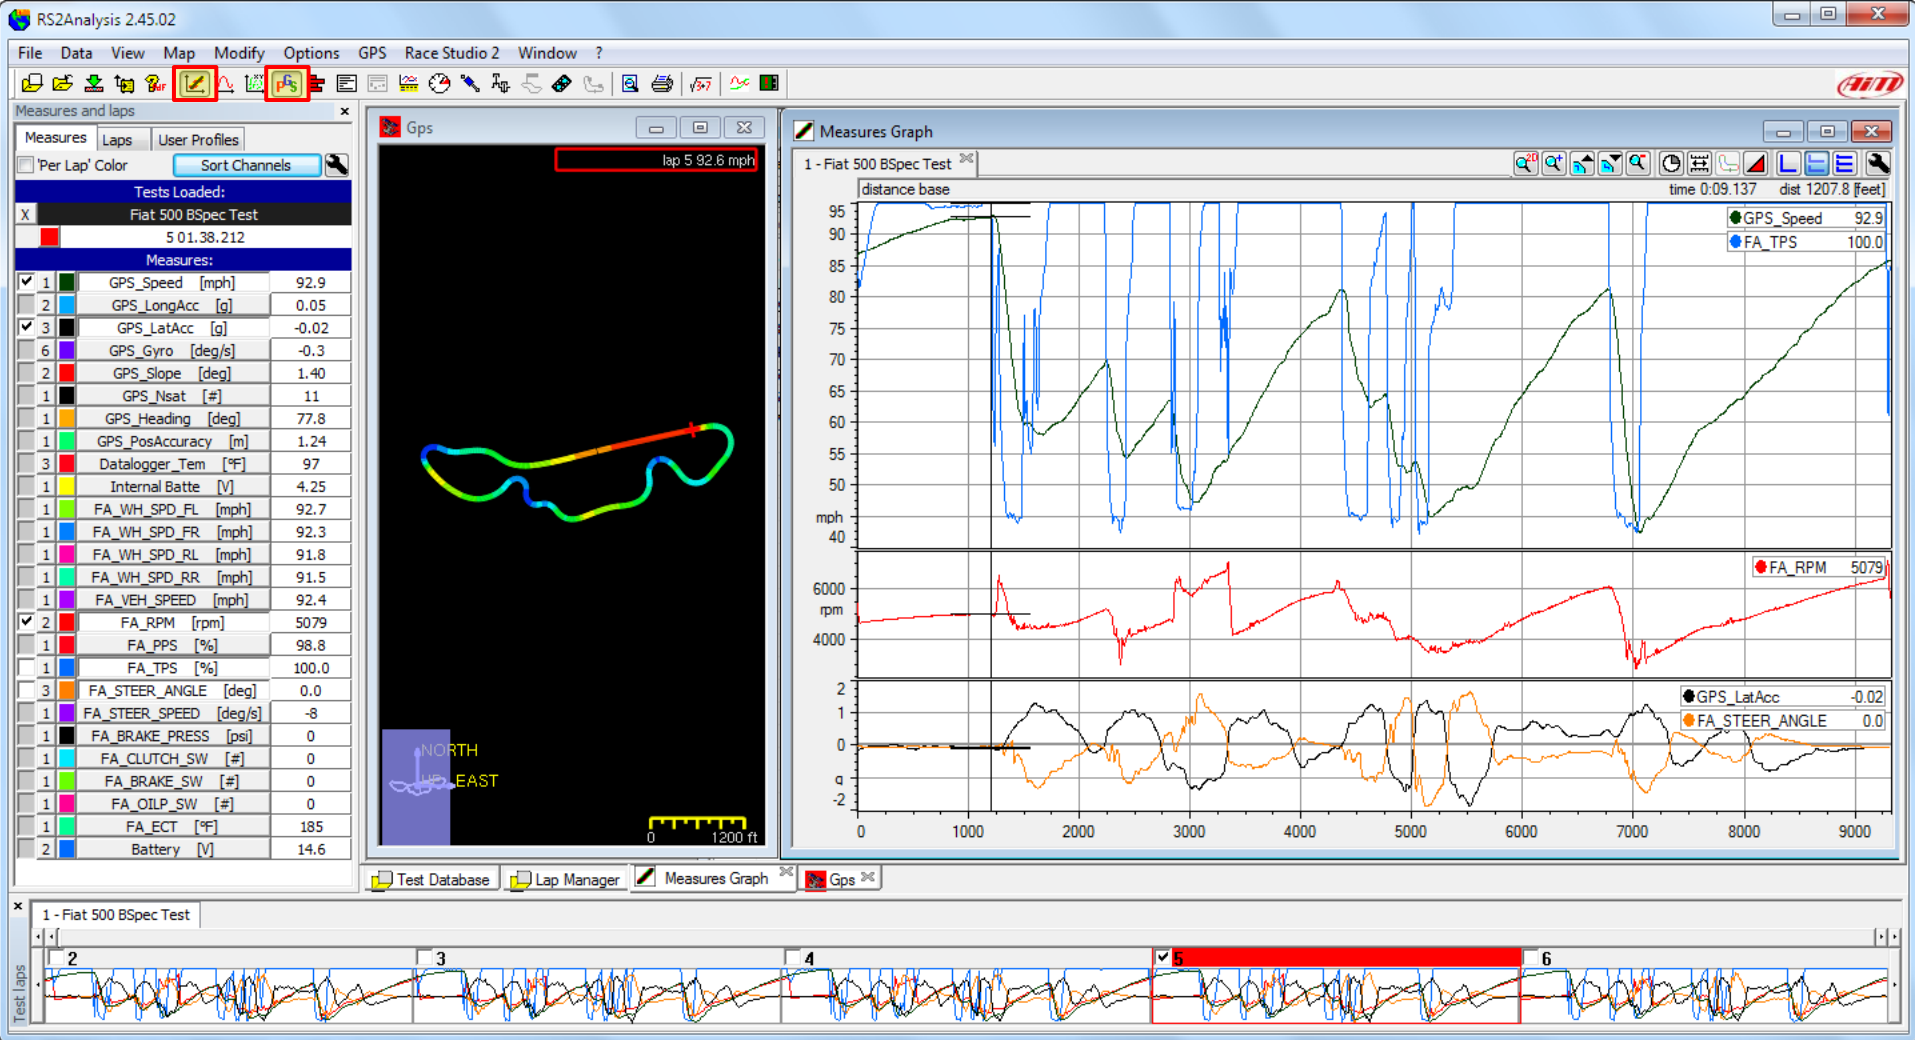 RS2Analysis 2.45.02
File Data View Map Modify Options GPS Race Studio 2 Window ?
AiM
Measures and laps
Measures Laps User Profiles
'Per Lap' Color Sort Channels
Tests Loaded:
X Fiat 500 BSpec Test
5 01.38.212
Measures:
1 GPS_Speed [mph] 92.9
2 GPS_LongAcc [g] 0.05
3 GPS_LatAcc [g] -0.02
6 GPS_Gyro [deg/s] -0.3
2 GPS_Slope [deg] 1.40
1 GPS_Nsat [#] 11
1 GPS_Heading [deg] 77.8
1 GPS_PosAccuracy [m] 1.24
3 Datalogger_Tem [ºF] 97
1 Internal Batte [V] 4.25
1 FA_WH_SPD_FL [mph] 92.7
1 FA_WH_SPD_FR [mph] 92.3
1 FA_WH_SPD_RL [mph] 91.8
1 FA_WH_SPD_RR [mph] 91.5
1 FA_VEH_SPEED [mph] 92.4
2 FA_RPM [rpm] 5079
1 FA_PPS [%] 98.8
1 FA_TPS [%] 100.0
3 FA_STEER_ANGLE [deg] 0.0
1 FA_STEER_SPEED [deg/s] -8
1 FA_BRAKE_PRESS [psi] 0
1 FA_CLUTCH_SW [#] 0
1 FA_BRAKE_SW [#] 0
1 FA_OILP_SW [#] 0
1 FA_ECT [ºF] 185
2 Battery [V] 14.6
Gps
lap 5 92.6 mph
NORTH
EAST
0 1200 ft
Measures Graph
1 - Fiat 500 BSpec Test
distance base time 0:09.137 dist 1207.8 [feet]
95
90
85
80
75
70
65
60
55
50
mph
40
GPS_Speed 92.9
FA_TPS 100.0
6000
rpm
4000
FA_RPM 5079
2
1
0
g
-2
GPS_LatAcc -0.02
FA_STEER_ANGLE 0.0
0 1000 2000 3000 4000 5000 6000 7000 8000 9000
Test Database Lap Manager Measures Graph Gps
1 - Fiat 500 BSpec Test
2 3 4 5 6
Test laps